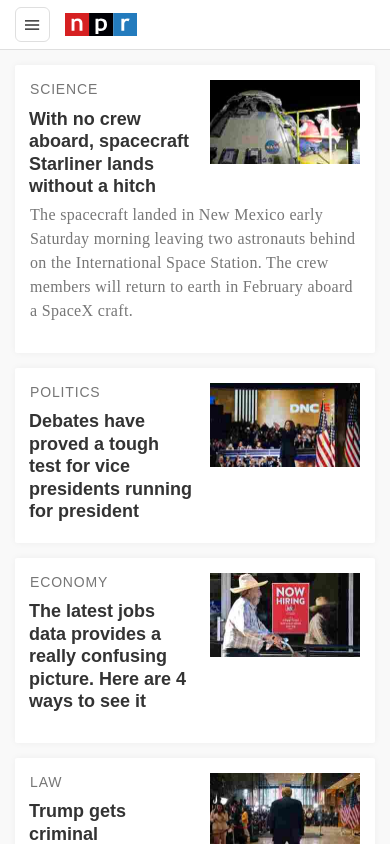 npr
SCIENCE
With no crew
aboard, spacecraft
Starliner lands
without a hitch
The spacecraft landed in New Mexico early
Saturday morning leaving two astronauts behind
on the International Space Station. The crew
members will return to earth in February aboard
a SpaceX craft.
POLITICS
Debates have
proved a tough
test for vice
presidents running
for president
DNC
ECONOMY
The latest jobs
data provides a
really confusing
picture. Here are 4
ways to see it
NOW
HIRING
LAW
Trump gets
criminal